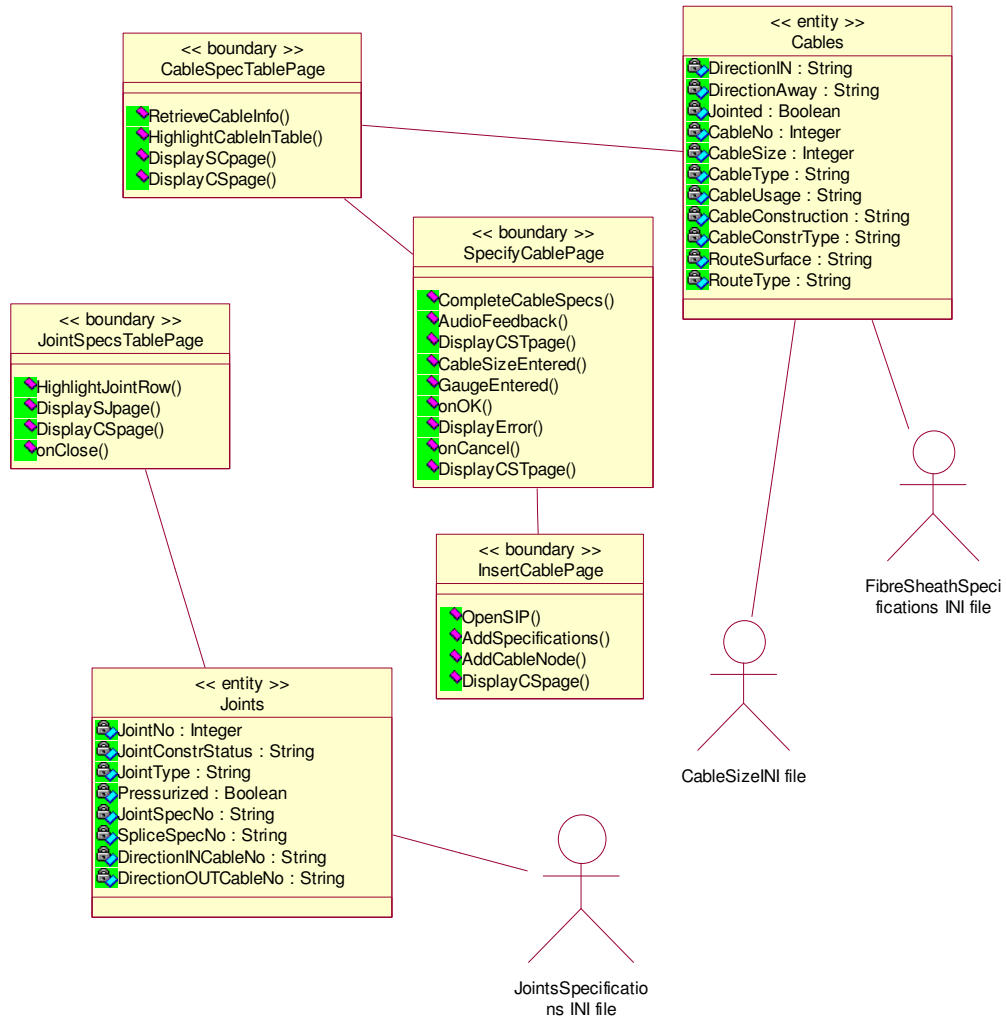 << boundary >>
CableSpecTablePage
RetrieveCableInfo()
HighlightCableInTable()
DisplaySCpage()
DisplayCSpage()
<< entity >>
Cables
DirectionIN : String
DirectionAway : String
Jointed : Boolean
CableNo : Integer
CableSize : Integer
CableType : String
CableUsage : String
CableConstruction : String
CableConstrType : String
RouteSurface : String
RouteType : String
<< boundary >>
SpecifyCablePage
CompleteCableSpecs()
AudioFeedback()
DisplayCSTpage()
CableSizeEntered()
GaugeEntered()
onOK()
DisplayError()
onCancel()
DisplayCSTpage()
<< boundary >>
JointSpecsTablePage
HighlightJointRow()
DisplaySJpage()
DisplayCSpage()
onClose()
<< boundary >>
InsertCablePage
OpenSIP()
AddSpecifications()
AddCableNode()
DisplayCSpage()
FibreSheathSpeci
fications INI file
CableSizeINI file
<< entity >>
Joints
JointNo : Integer
JointConstrStatus : String
JointType : String
Pressurized : Boolean
JointSpecNo : String
SpliceSpecNo : String
DirectionINCableNo : String
DirectionOUTCableNo : String
JointsSpecificatio
ns INI file